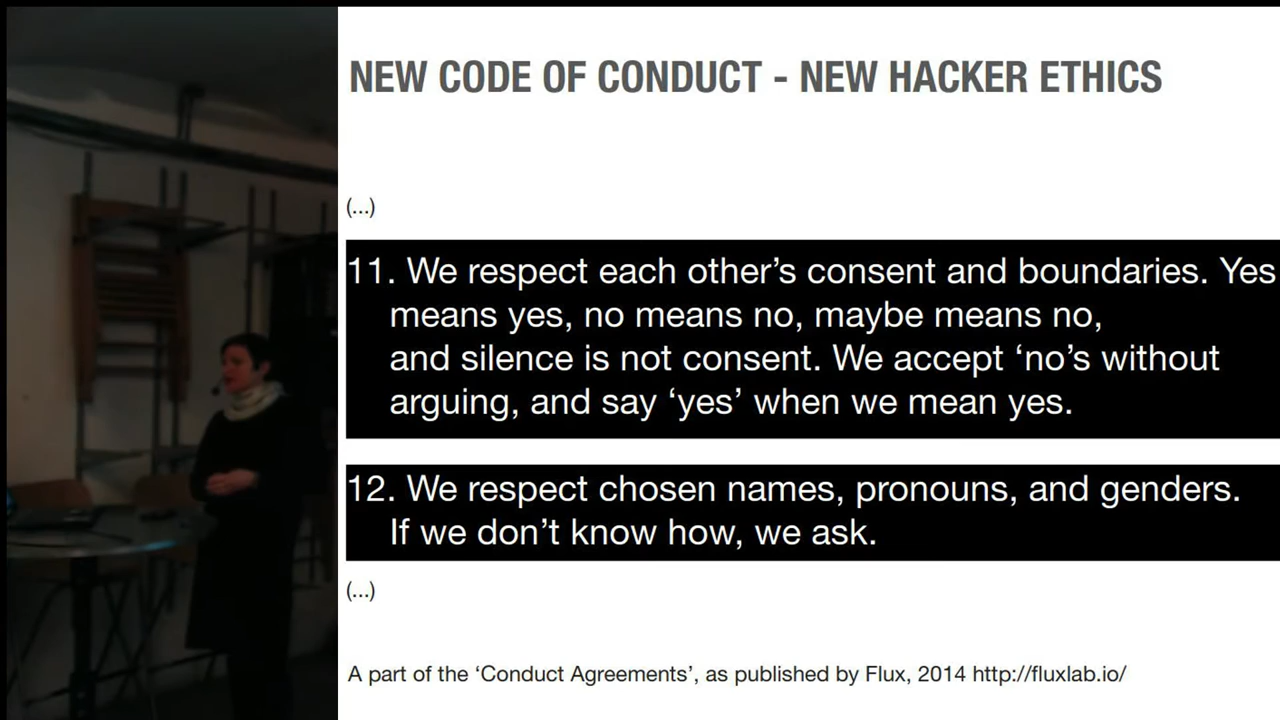 NEW CODE OF CONDUCT - NEW HACKER ETHICS
(...)
11. We respect each other’s consent and boundaries. Yes
means yes, no means no, maybe means no,
and silence is not consent. We accept ‘no’s without
arguing, and say ‘yes’ when we mean yes.
12. We respect chosen names, pronouns, and genders.
If we don’t know how, we ask.
(...)
A part of the ‘Conduct Agreements’, as published by Flux, 2014 http://fluxlab.io/